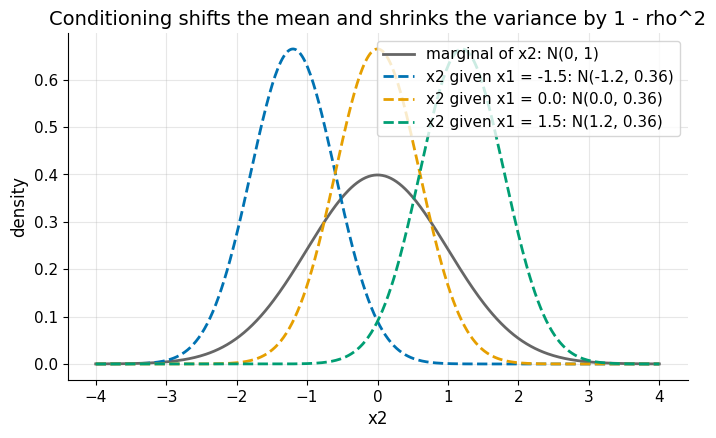 Conditioning shifts the mean and shrinks the variance by 1 - rho^2
marginal of x2: N(0, 1)
x2 given x1 = -1.5: N(-1.2, 0.36)
x2 given x1 = 0.0: N(0.0, 0.36)
x2 given x1 = 1.5: N(1.2, 0.36)
density
0.6
0.5
0.4
0.3
0.2
0.1
0.0
−4 −3 −2 −1 0 1 2 3 4
x2